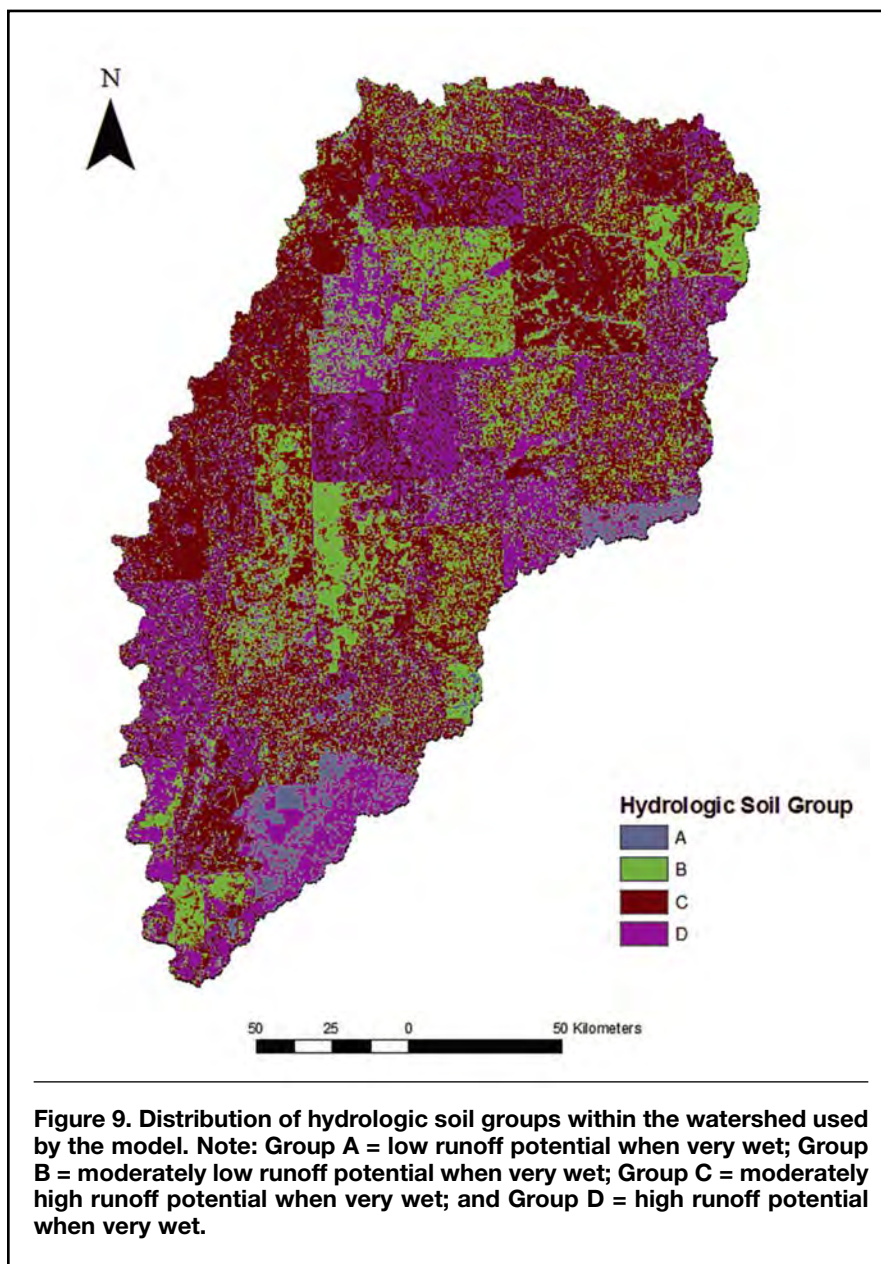 N
Hydrologic Soil Group
A
B
C
D
50 25 0 50 Kilometers
Figure 9. Distribution of hydrologic soil groups within the watershed used
by the model. Note: Group A = low runoff potential when very wet; Group
B = moderately low runoff potential when very wet; Group C = moderately
high runoff potential when very wet; and Group D = high runoff potential
when very wet.